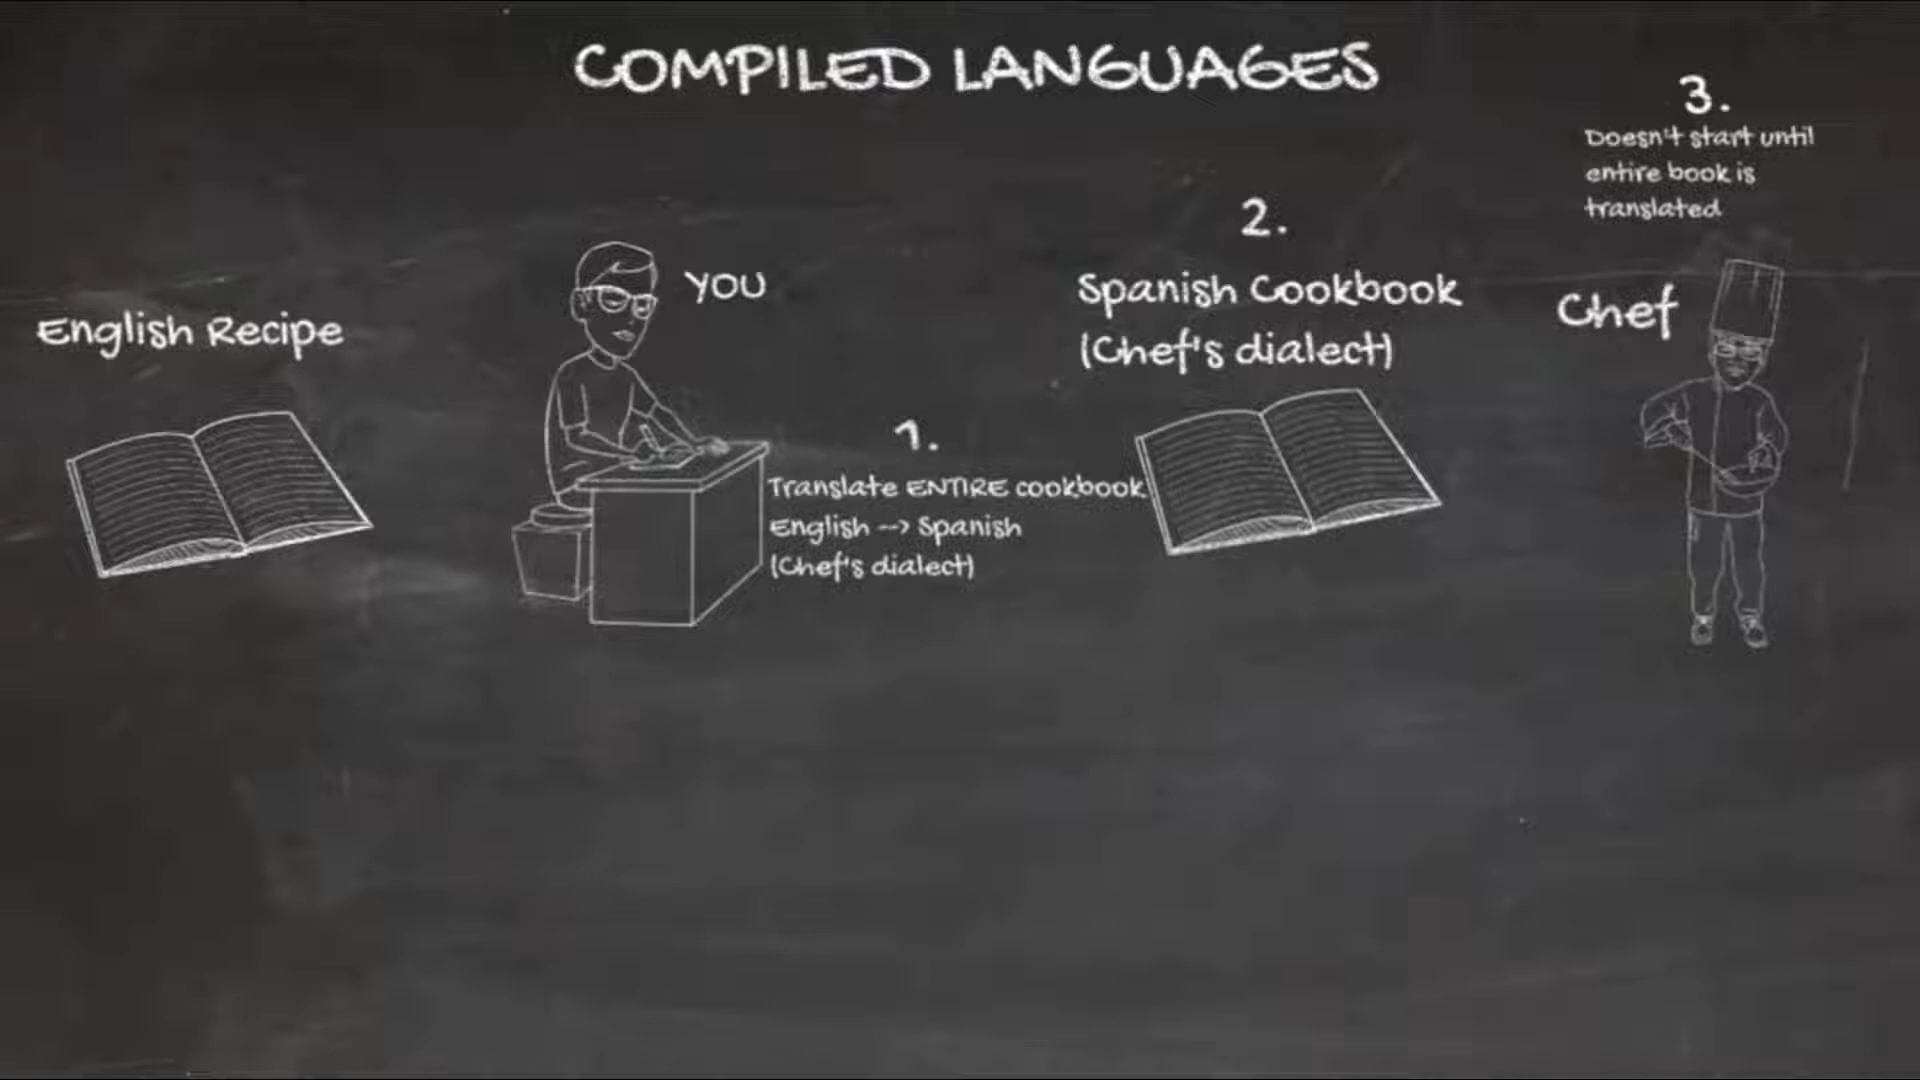 COMPILED LANGUAGES
English Recipe
YOU
1.
Translate ENTIRE cookbook
English --> Spanish
(Chef's dialect)
2.
Spanish Cookbook
(Chef's dialect)
3.
Doesn't start until
entire book is
translated
Chef